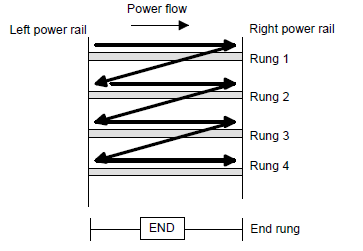 Power flow
Left power rail
Right power rail
Rung 1
Rung 2
Rung 3
Rung 4
END
End rung